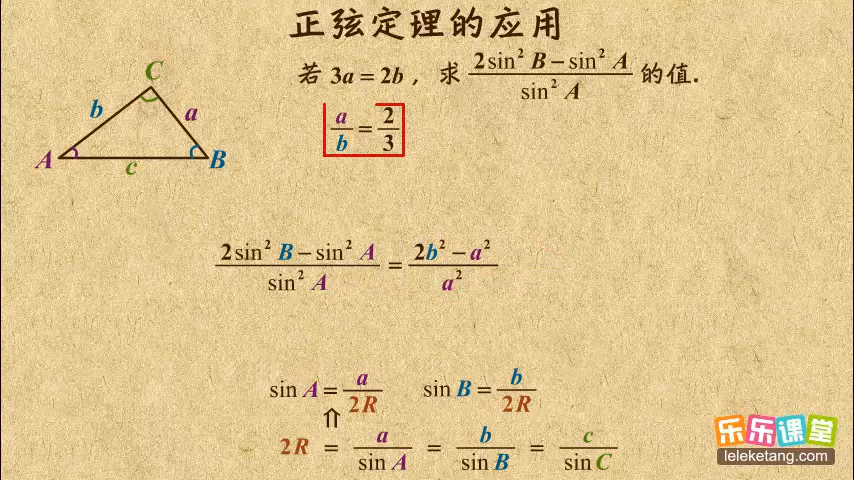 正弦定理的应用
若 3a = 2b ， 求 (2sin² B − sin² A) / (sin² A) 的值.
a/b = 2/3
C
b a
A B
c
(2sin² B − sin² A) / (sin² A) = (2b² − a²) / a²
sin A = a/2R sin B = b/2R
⇑
2R = a/sin A = b/sin B = c/sin C
乐乐课堂
leleketang.com